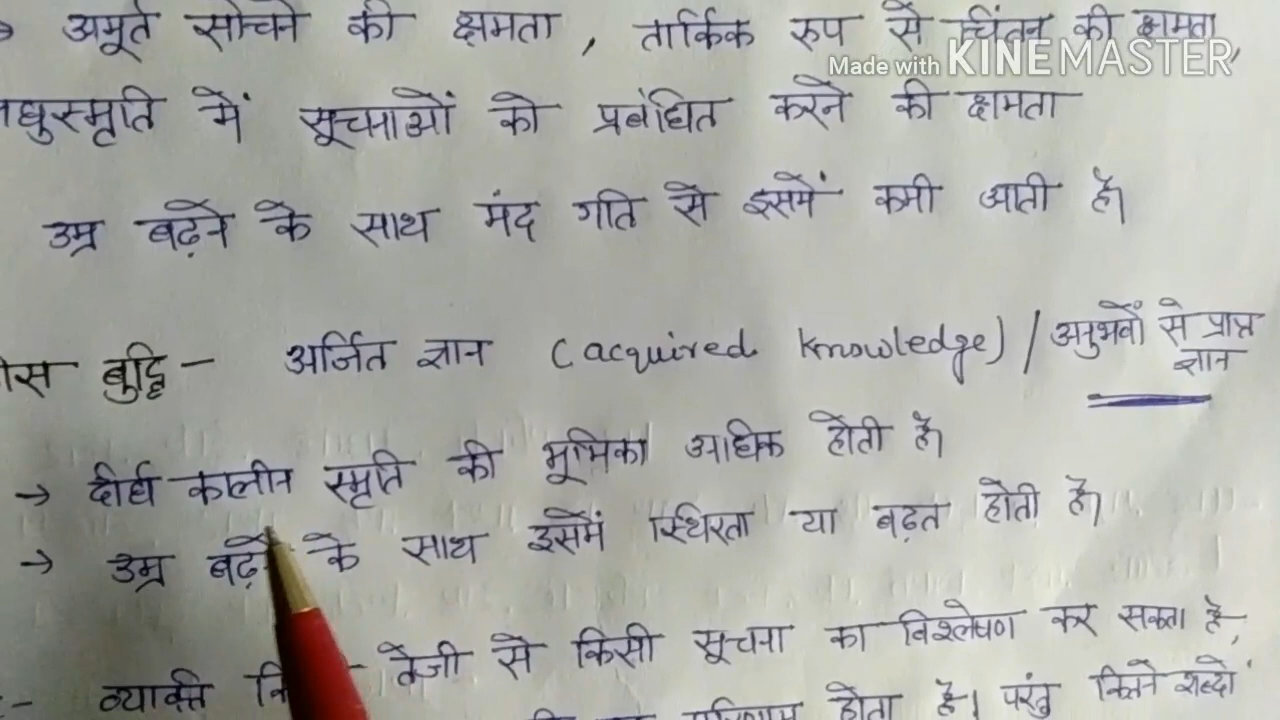 अमूर्त सोचने की क्षमता, तार्किक रूप से चिंतन की क्षमता,
Made with KINEMASTER
घुस्मृति में सूचनाओं को प्रबंधित करने की क्षमता
उम्र बढ़ने के साथ मंद गति से इसमें कमी आती है।
बुद्धि - अर्जित ज्ञान (acquired knowledge) / अनुभवों से प्राप्त
ज्ञान
→ दीर्घ कालीन स्मृति की भूमिका अधिक होती है।
→ उम्र बढ़ने के साथ इसमें स्थिरता या बढ़त होती है।
:- व्यक्ति तेजी से किसी सूचना का विश्लेषण कर सकता है,
होता है। परंतु कितने शब्दों